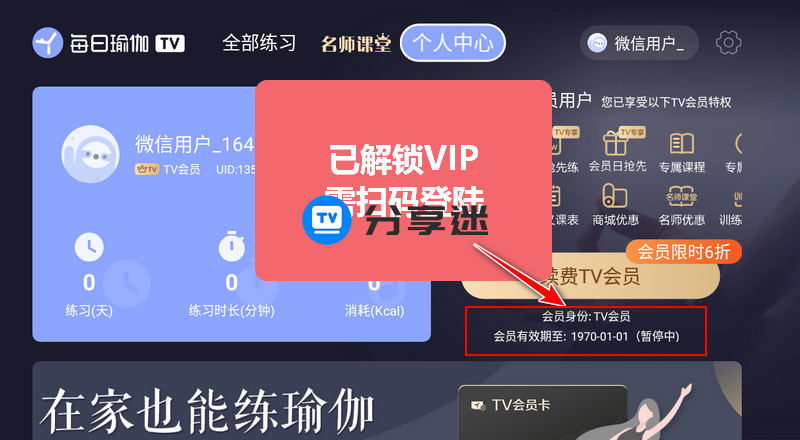 每日瑜伽 TV
全部练习
名师课堂
个人中心
微信用户_
微信用户_164
TV TV会员 UID:135
0
练习(天)
0
练习时长(分钟)
0
消耗(Kcal)
已解锁VIP
需扫码登陆
TV 分享迷
员用户 您已享受以下TV会员特权
TV专享
TV专享
抢先练
会员日抢先
专属课程
专属
义课表
商城优惠
名师课堂
名师优惠
训练
会员限时6折
续费TV会员
会员身份: TV会员
会员有效期至: 1970-01-01（暂停中)
在家也能练瑜伽
TV会员卡